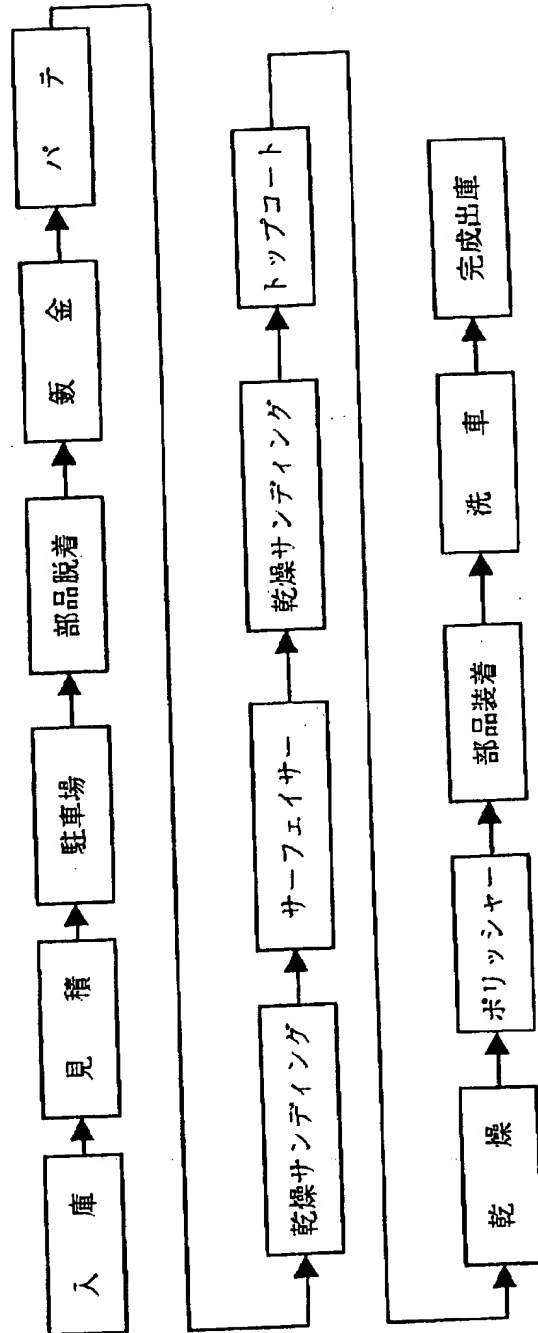 入庫
見積
駐車場
部品脱着
鈑金
パテ
乾燥サンディング
サーフェイサー
乾燥サンディング
トップコート
乾燥
ポリッシャー
部品装着
洗車
完成出庫